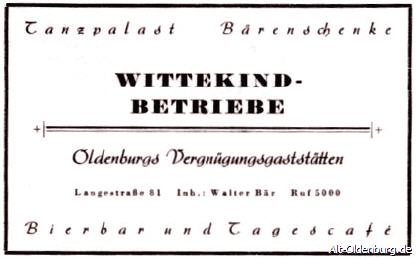 Tanzpalast Bärenschenke
WITTEKIND-
BETRIEBE
Oldenburgs Vergnügungsgaststätten
Langestraße 81 Inh.: Walter Bär Ruf 5000
Bierbar und Tagescafé
Alt-Oldenburg.de